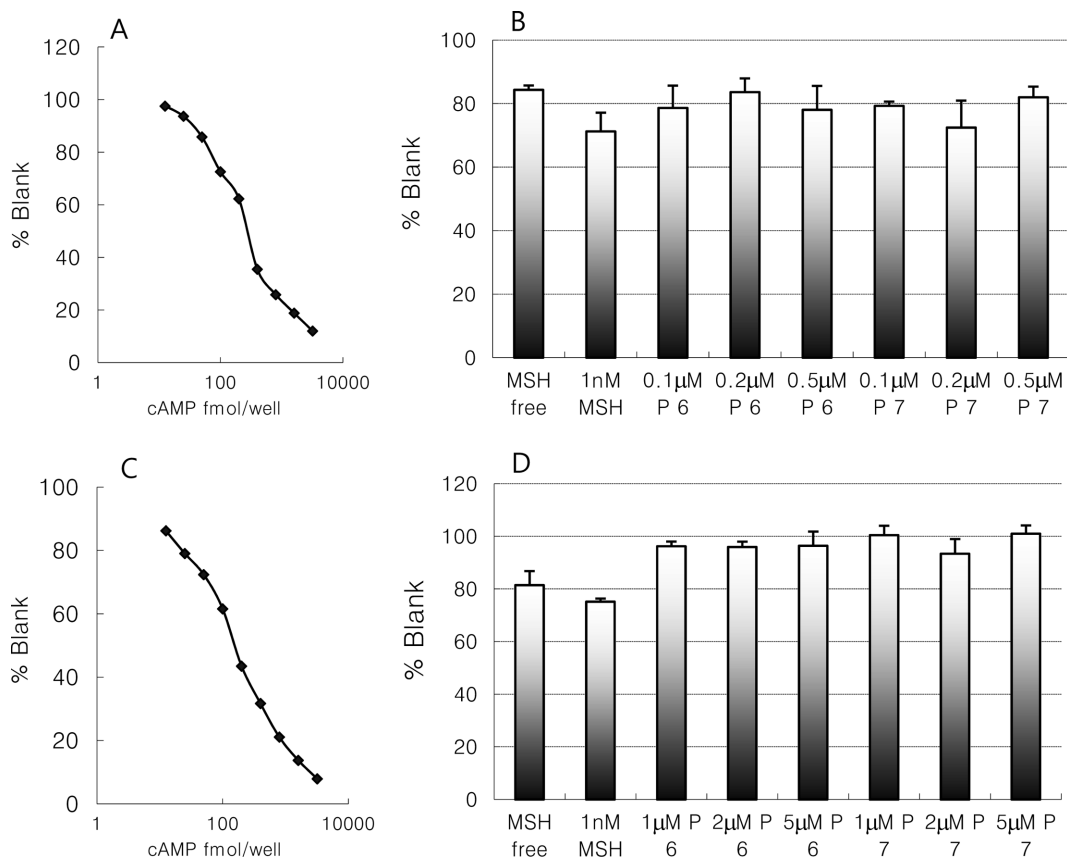 A
% Blank
120
100
80
60
40
20
0
1 100 10000
cAMP fmol/well
B
% Blank
100
80
60
40
20
0
MSH 1nM 0.1μM 0.2μM 0.5μM 0.1μM 0.2μM 0.5μM
free MSH P 6 P 6 P 6 P 7 P 7 P 7
C
% Blank
100
80
60
40
20
0
1 100 10000
cAMP fmol/well
D
% Blank
120
100
80
60
40
20
0
MSH 1nM 1μM P 2μM P 5μM P 1μM P 2μM P 5μM P
free MSH 6 6 6 7 7 7